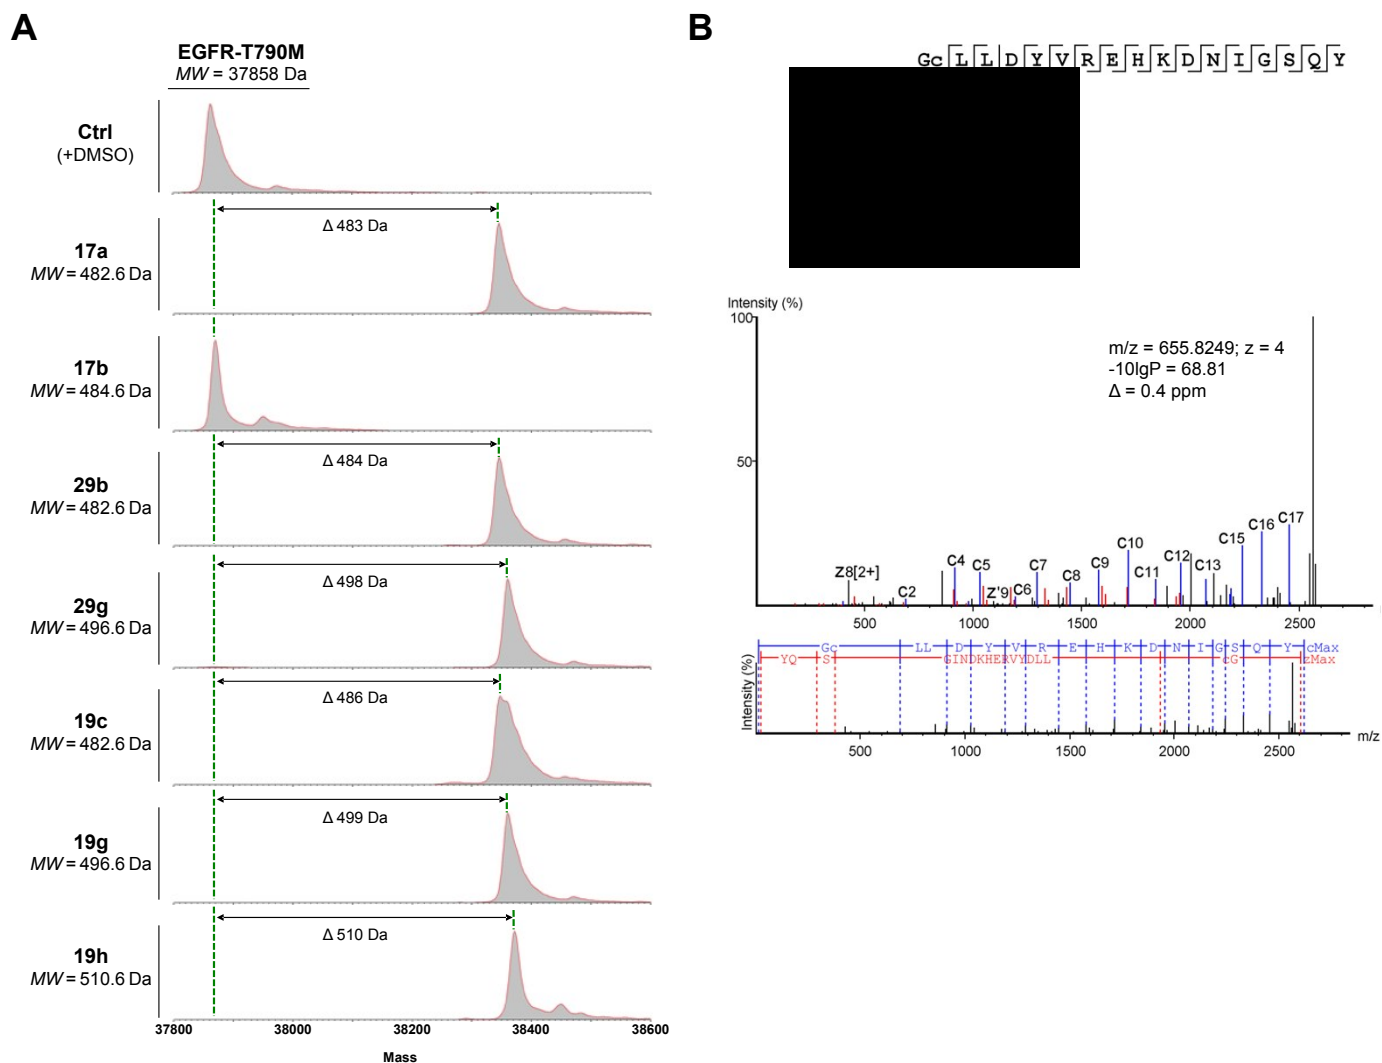 A
EGFR-T790M
MW = 37858 Da
Ctrl
(+DMSO)
Δ 483 Da
17a
MW = 482.6 Da
17b
MW = 484.6 Da
Δ 484 Da
29b
MW = 482.6 Da
Δ 498 Da
29g
MW = 496.6 Da
Δ 486 Da
19c
MW = 482.6 Da
Δ 499 Da
19g
MW = 496.6 Da
Δ 510 Da
19h
MW = 510.6 Da
37800 38000 38200 38400 38600
Mass
B
Gc L L D Y V R E H K D N I G S Q Y
Intensity (%)
100
m/z = 655.8249; z = 4
-10lgP = 68.81
Δ = 0.4 ppm
50
Z8[2+] C2 C4 C5 Z'9 C6 C7 C8 C9 C10 C11 C12 C13 C15 C16 C17
500 1000 1500 2000 2500
Gc LL D Y V R E H K D N I G S Q Y cMax
YQ S GINDKHERVYDLL cG zMax
Intensity (%)
500 1000 1500 2000 2500
m/z